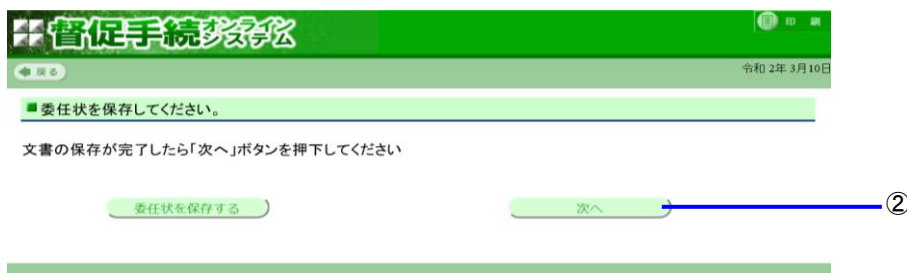 督促手続オンラインシステム
印 刷
戻る
令和 2年 3月10日
■委任状を保存してください。
文書の保存が完了したら「次へ」ボタンを押下してください
委任状を保存する
次へ
②